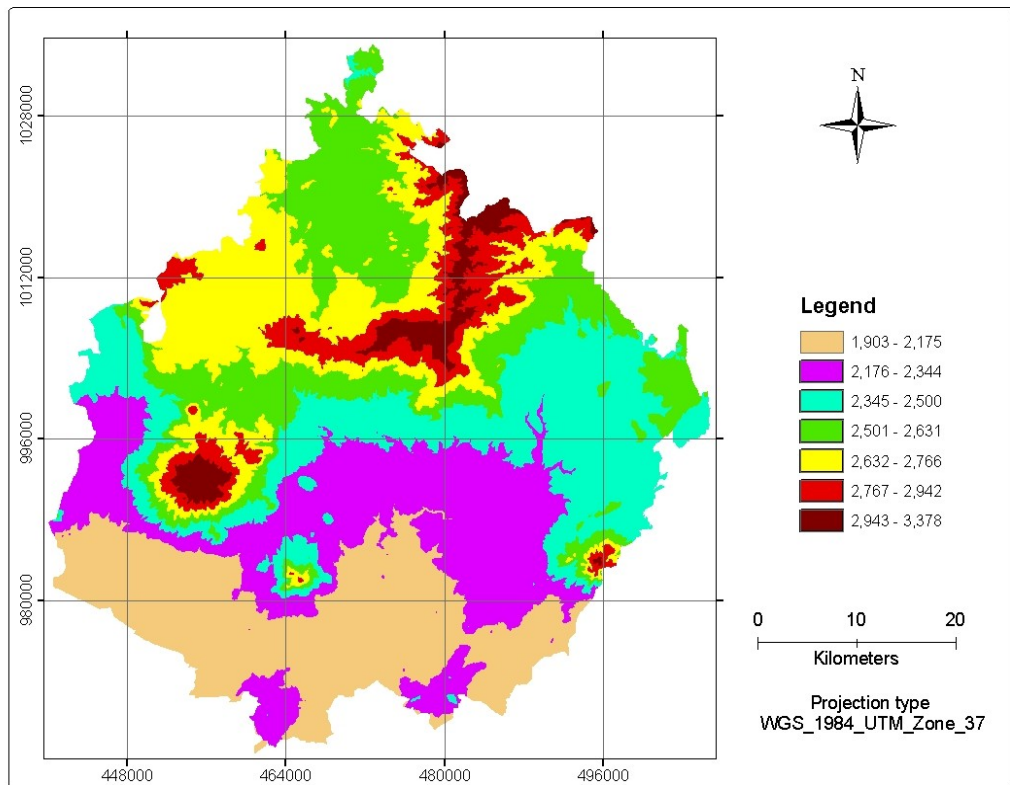 N
1028000
1012000
996000
980000
448000
464000
480000
496000
Legend
1,903 - 2,175
2,176 - 2,344
2,345 - 2,500
2,501 - 2,631
2,632 - 2,766
2,767 - 2,942
2,943 - 3,378
0
10
20
Kilometers
Projection type
WGS_1984_UTM_Zone_37